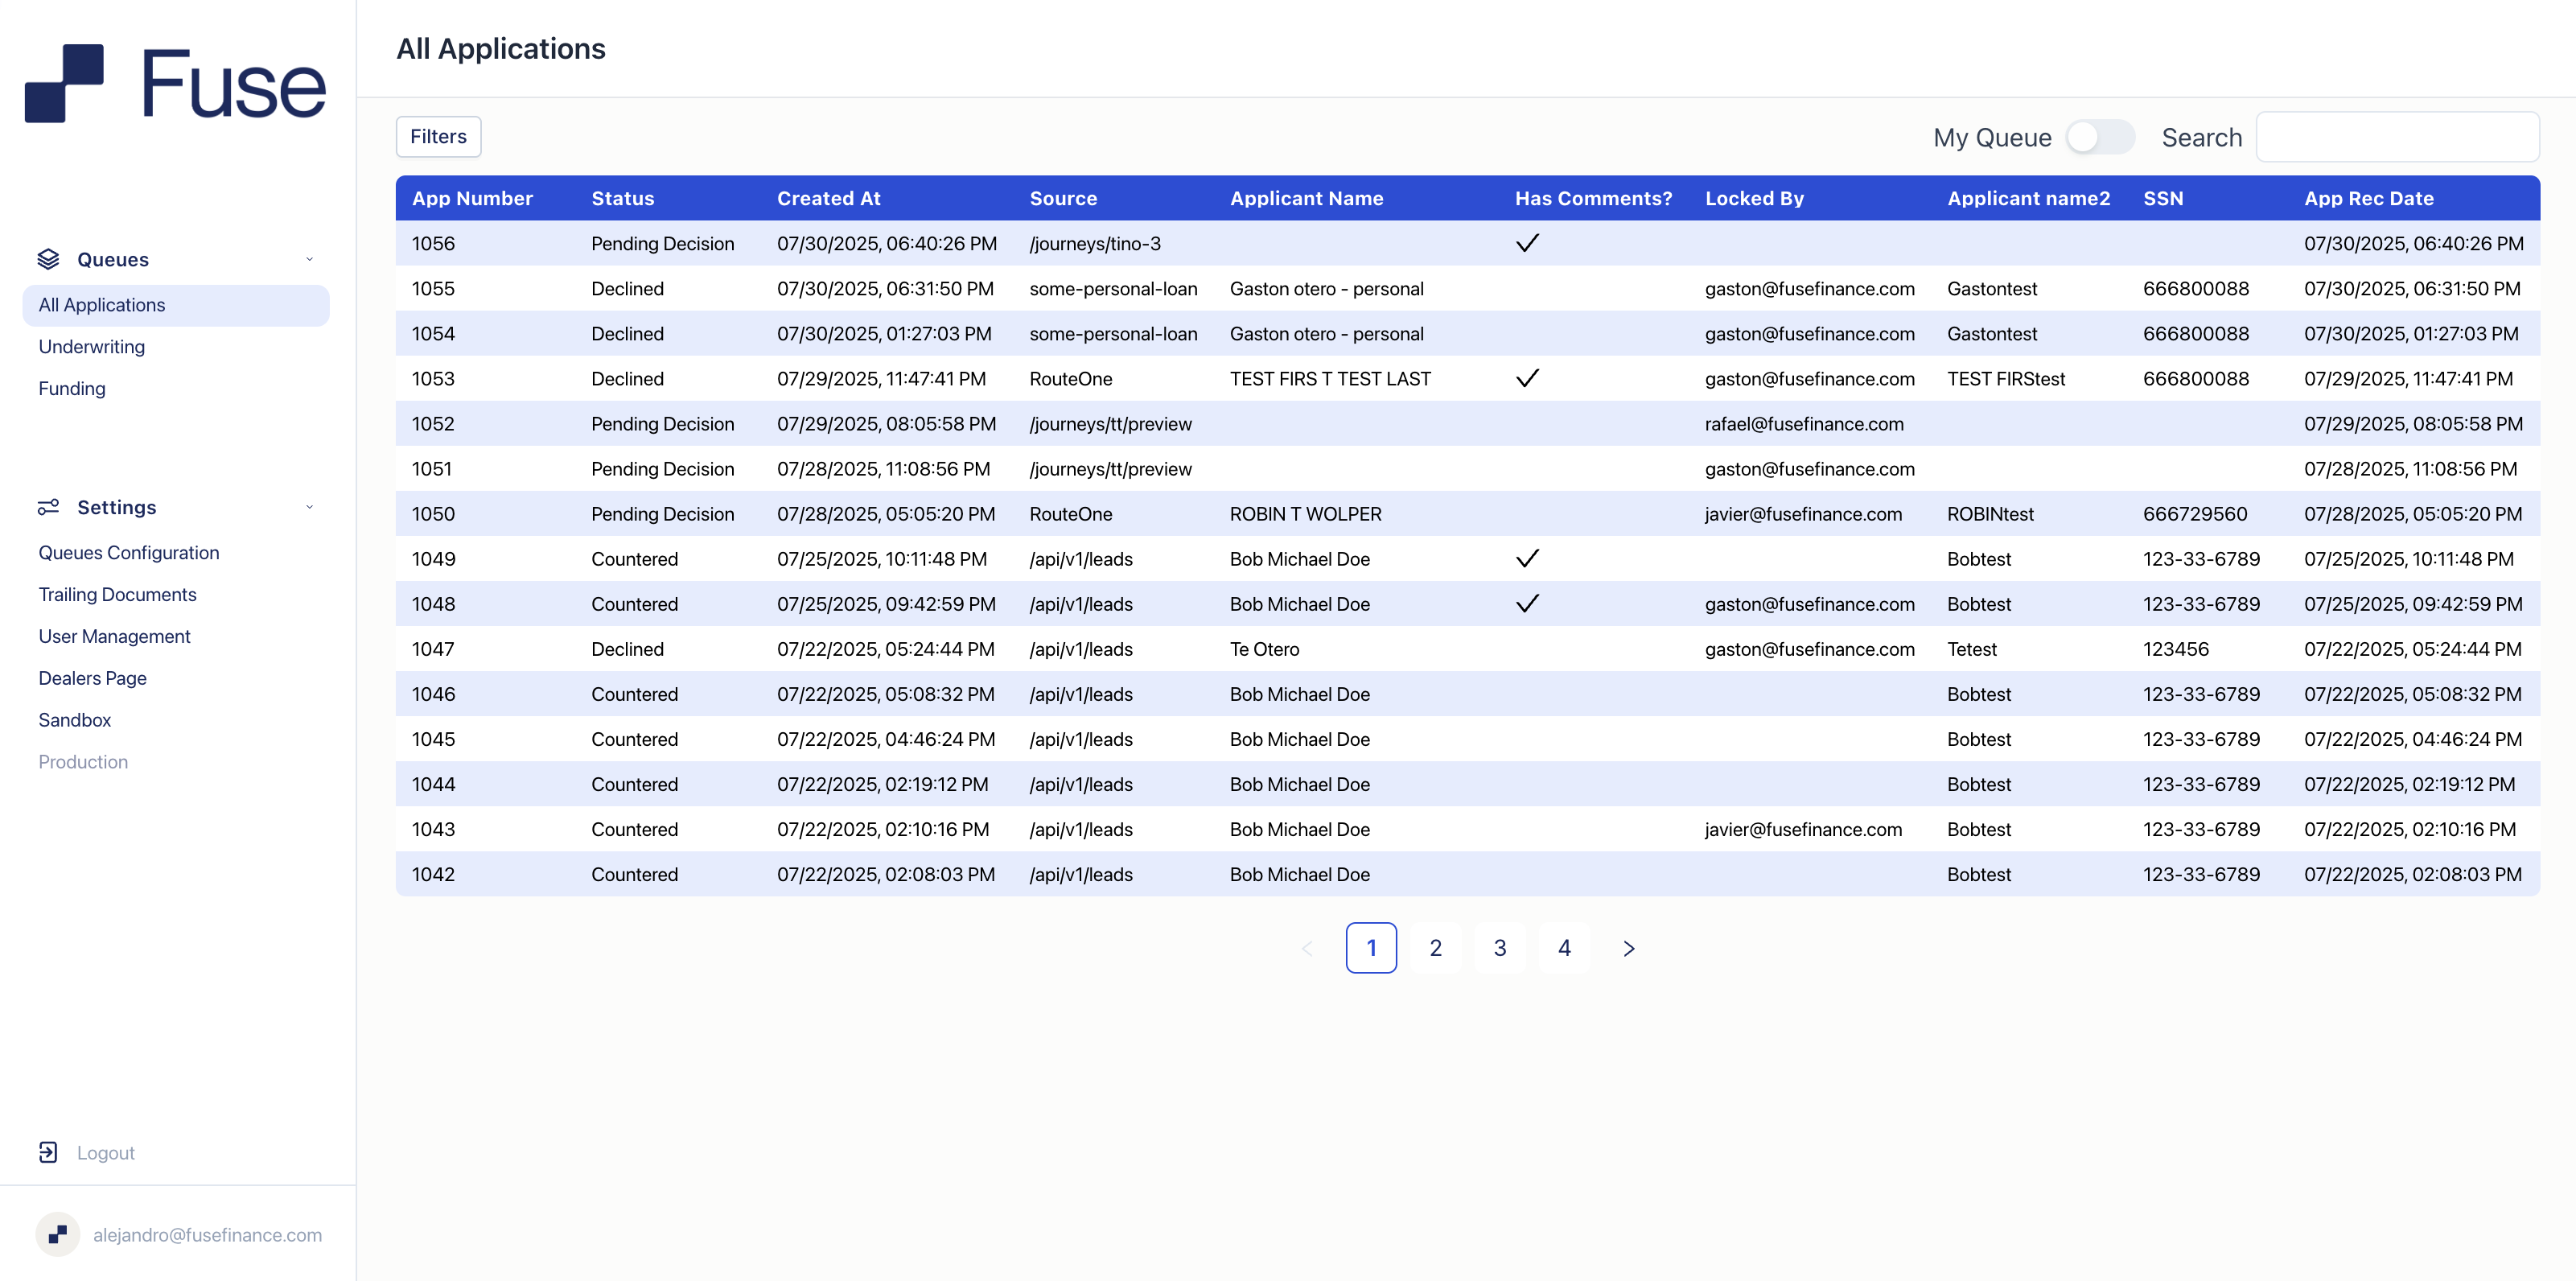 Fuse
Queues
All Applications
Underwriting
Funding
Settings
Queues Configuration
Trailing Documents
User Management
Dealers Page
Sandbox
Production
Logout
alejandro@fusefinance.com
All Applications
Filters My Queue Search
App Number Status Created At Source Applicant Name Has Comments? Locked By Applicant name2 SSN App Rec Date
1056 Pending Decision 07/30/2025, 06:40:26 PM /journeys/tino-3 07/30/2025, 06:40:26 PM
1055 Declined 07/30/2025, 06:31:50 PM some-personal-loan Gaston otero - personal gaston@fusefinance.com Gastontest 666800088 07/30/2025, 06:31:50 PM
1054 Declined 07/30/2025, 01:27:03 PM some-personal-loan Gaston otero - personal gaston@fusefinance.com Gastontest 666800088 07/30/2025, 01:27:03 PM
1053 Declined 07/29/2025, 11:47:41 PM RouteOne TEST FIRS T TEST LAST gaston@fusefinance.com TEST FIRStest 666800088 07/29/2025, 11:47:41 PM
1052 Pending Decision 07/29/2025, 08:05:58 PM /journeys/tt/preview rafael@fusefinance.com 07/29/2025, 08:05:58 PM
1051 Pending Decision 07/28/2025, 11:08:56 PM /journeys/tt/preview gaston@fusefinance.com 07/28/2025, 11:08:56 PM
1050 Pending Decision 07/28/2025, 05:05:20 PM RouteOne ROBIN T WOLPER javier@fusefinance.com ROBINtest 666729560 07/28/2025, 05:05:20 PM
1049 Countered 07/25/2025, 10:11:48 PM /api/v1/leads Bob Michael Doe Bobtest 123-33-6789 07/25/2025, 10:11:48 PM
1048 Countered 07/25/2025, 09:42:59 PM /api/v1/leads Bob Michael Doe gaston@fusefinance.com Bobtest 123-33-6789 07/25/2025, 09:42:59 PM
1047 Declined 07/22/2025, 05:24:44 PM /api/v1/leads Te Otero gaston@fusefinance.com Tetest 123456 07/22/2025, 05:24:44 PM
1046 Countered 07/22/2025, 05:08:32 PM /api/v1/leads Bob Michael Doe Bobtest 123-33-6789 07/22/2025, 05:08:32 PM
1045 Countered 07/22/2025, 04:46:24 PM /api/v1/leads Bob Michael Doe Bobtest 123-33-6789 07/22/2025, 04:46:24 PM
1044 Countered 07/22/2025, 02:19:12 PM /api/v1/leads Bob Michael Doe Bobtest 123-33-6789 07/22/2025, 02:19:12 PM
1043 Countered 07/22/2025, 02:10:16 PM /api/v1/leads Bob Michael Doe javier@fusefinance.com Bobtest 123-33-6789 07/22/2025, 02:10:16 PM
1042 Countered 07/22/2025, 02:08:03 PM /api/v1/leads Bob Michael Doe Bobtest 123-33-6789 07/22/2025, 02:08:03 PM
1 2 3 4